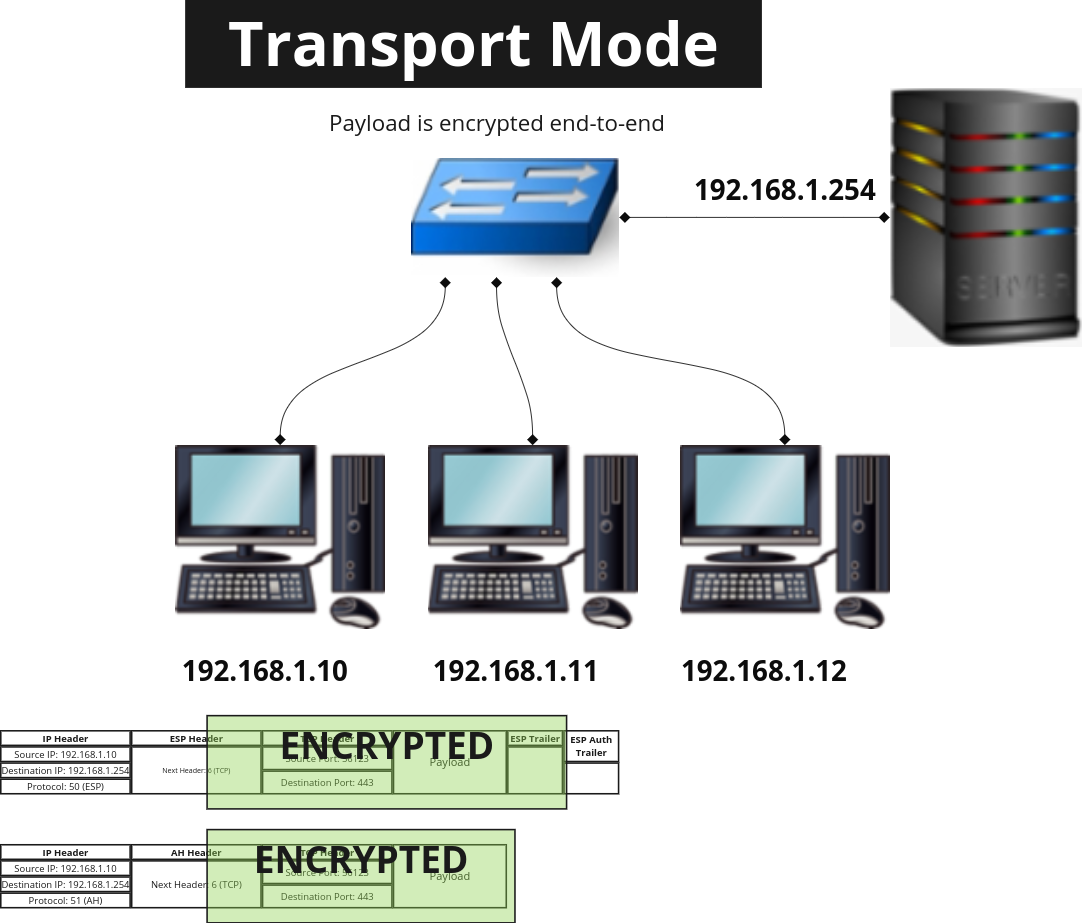 Transport Mode
Payload is encrypted end-to-end
192.168.1.254
SERVER
192.168.1.10
192.168.1.11
192.168.1.12
ENCRYPTED
IP Header
ESP Header
TCP Header
ESP Trailer
ESP Auth
Trailer
Source IP: 192.168.1.10
Destination IP: 192.168.1.254
Protocol: 50 (ESP)
Next Header: 6 (TCP)
Source Port: 50123
Destination Port: 443
Payload
ENCRYPTED
IP Header
AH Header
TCP Header
Source IP: 192.168.1.10
Destination IP: 192.168.1.254
Protocol: 51 (AH)
Next Header: 6 (TCP)
Source Port: 50123
Destination Port: 443
Payload